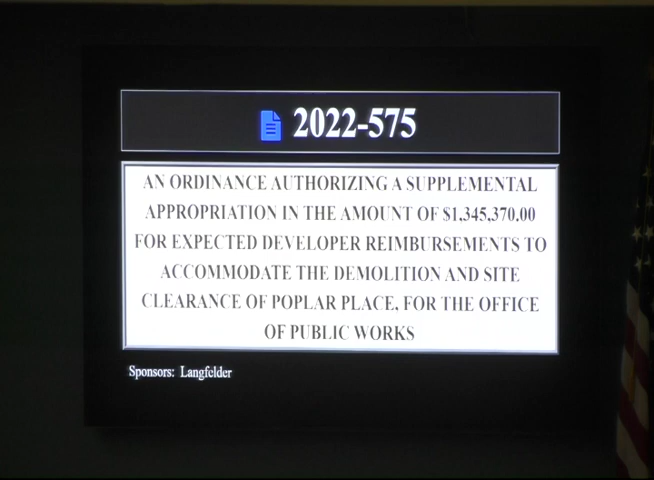 2022-575
AN ORDINANCE AUTHORIZING A SUPPLEMENTAL
APPROPRIATION IN THE AMOUNT OF $1,345,370.00
FOR EXPECTED DEVELOPER REIMBURSEMENTS TO
ACCOMMODATE THE DEMOLITION AND SITE
CLEARANCE OF POPLAR PLACE, FOR THE OFFICE
OF PUBLIC WORKS
Sponsors: Langfelder